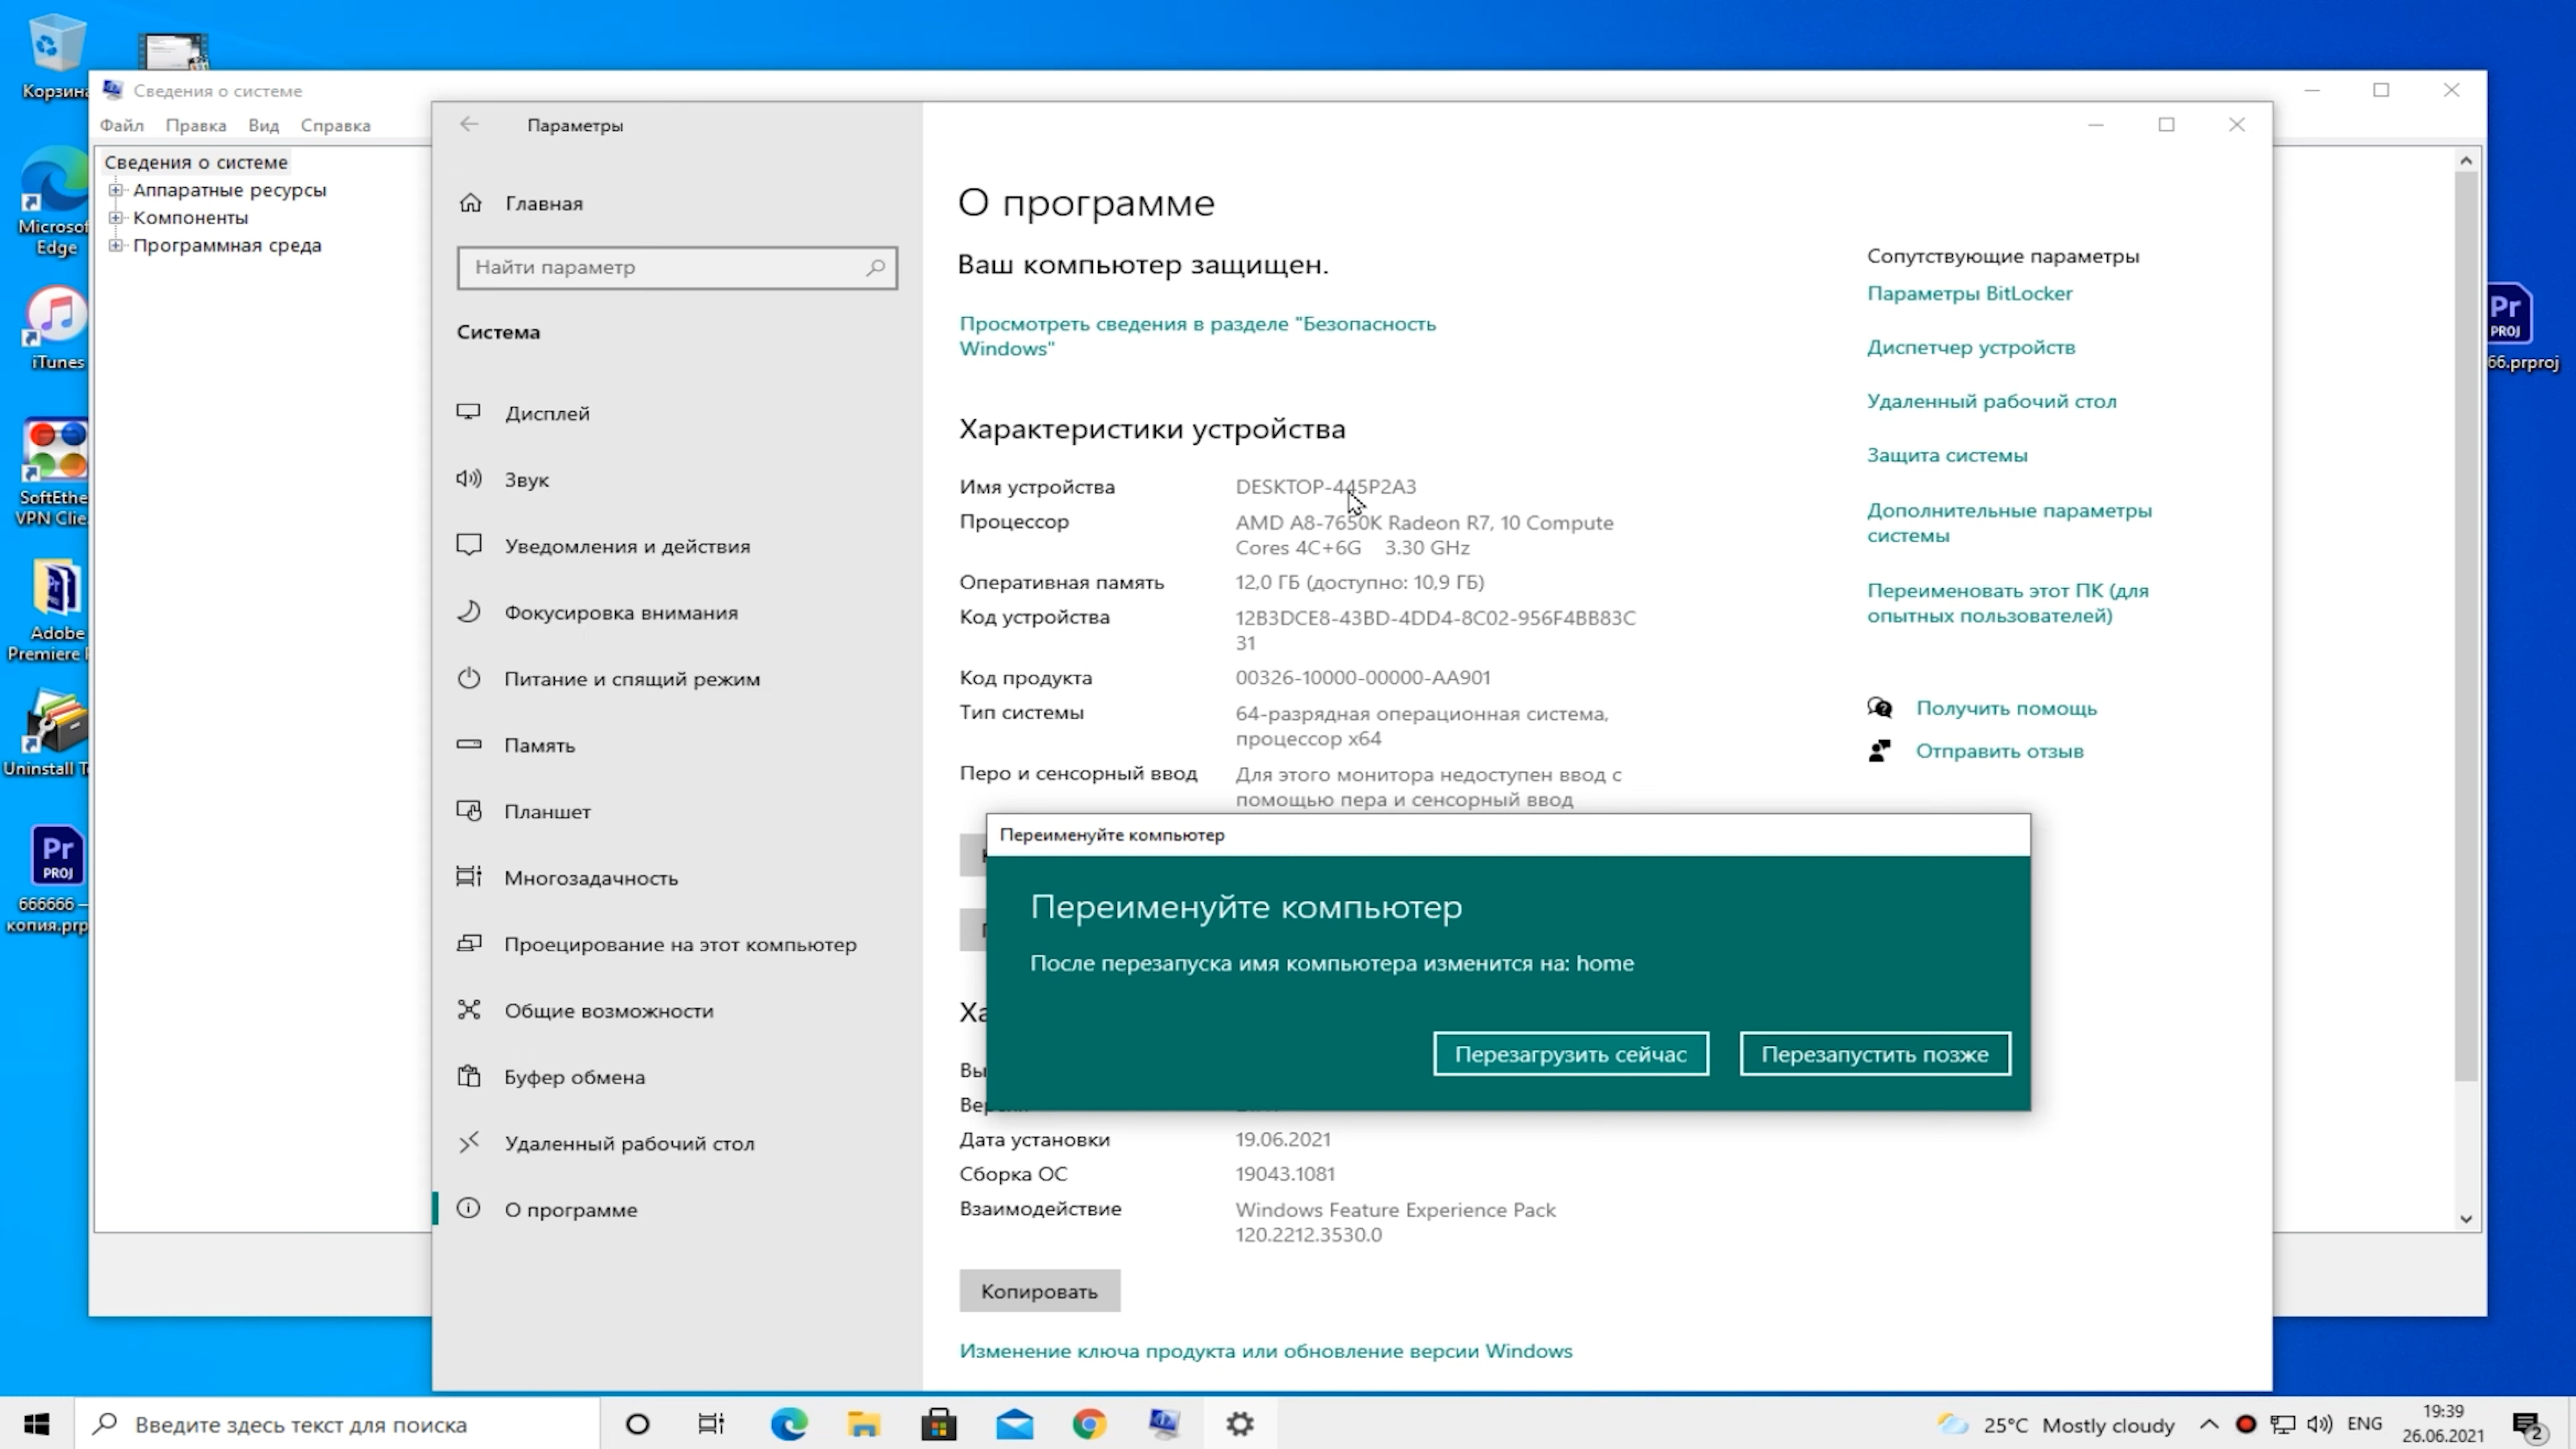 Корзина
Microsof
Edge
iTunes
SoftEthe
VPN Clie...
Adobe
Premiere
Uninstall T
Pr
PROJ
666666 –
копия.prp
Pr
PROJ
66.prproj
Сведения о системе
Файл Правка Вид Справка
Сведения о системе
Аппаратные ресурсы
Компоненты
Программная среда
Параметры
Главная
Найти параметр
Система
Дисплей
Звук
Уведомления и действия
Фокусировка внимания
Питание и спящий режим
Память
Планшет
Многозадачность
Проецирование на этот компьютер
Общие возможности
Буфер обмена
Удаленный рабочий стол
О программе
О программе
Ваш компьютер защищен.
Просмотреть сведения в разделе "Безопасность
Windows"
Характеристики устройства
Имя устройства DESKTOP-445P2A3
Процессор AMD A8-7650K Radeon R7, 10 Compute
Cores 4C+6G 3.30 GHz
Оперативная память 12,0 ГБ (доступно: 10,9 ГБ)
Код устройства 12B3DCE8-43BD-4DD4-8C02-956F4BB83C
31
Код продукта 00326-10000-00000-AA901
Тип системы 64-разрядная операционная система,
процессор x64
Перо и сенсорный ввод Для этого монитора недоступен ввод с
помощью пера и сенсорный ввод
Переименуйте компьютер
Переименуйте компьютер
После перезапуска имя компьютера изменится на: home
Перезагрузить сейчас Перезапустить позже
Ха
Вы
Дата установки 19.06.2021
Сборка ОС 19043.1081
Взаимодействие Windows Feature Experience Pack
120.2212.3530.0
Копировать
Изменение ключа продукта или обновление версии Windows
Сопутствующие параметры
Параметры BitLocker
Диспетчер устройств
Удаленный рабочий стол
Защита системы
Дополнительные параметры
системы
Переименовать этот ПК (для
опытных пользователей)
Получить помощь
Отправить отзыв
Введите здесь текст для поиска
25°C Mostly cloudy
ENG
19:39
26.06.2021
2